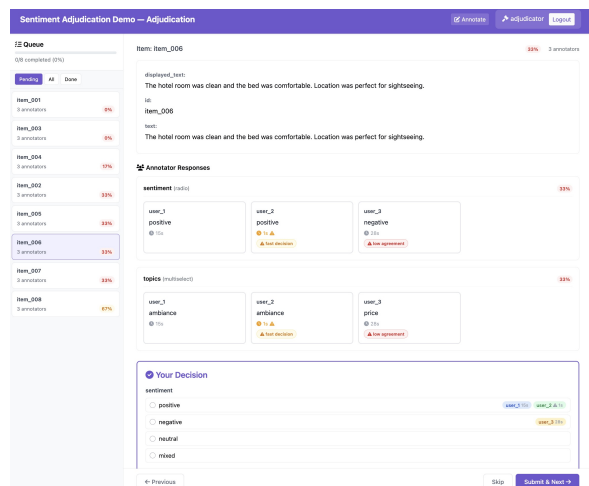 Sentiment Adjudication Demo — Adjudication
Annotate
adjudicator
Logout
Queue
0/8 completed (0%)
Pending All Done
item_001
3 annotators 0%
item_003
3 annotators 0%
item_004
3 annotators 17%
item_002
3 annotators 33%
item_005
3 annotators 33%
item_006
3 annotators 33%
item_007
3 annotators 33%
item_008
3 annotators 67%
Item: item_006 33% 3 annotators
displayed_text:
The hotel room was clean and the bed was comfortable. Location was perfect for sightseeing.
id:
item_006
text:
The hotel room was clean and the bed was comfortable. Location was perfect for sightseeing.
Annotator Responses
sentiment (radio) 33%
user_1
positive
15s
user_2
positive
1s
fast decision
user_3
negative
28s
low agreement
topics (multiselect) 33%
user_1
ambiance
15s
user_2
ambiance
1s
fast decision
user_3
price
28s
low agreement
Your Decision
sentiment
positive user_1 15s user_2 1s
negative user_3 28s
neutral
mixed
← Previous
Skip
Submit & Next →